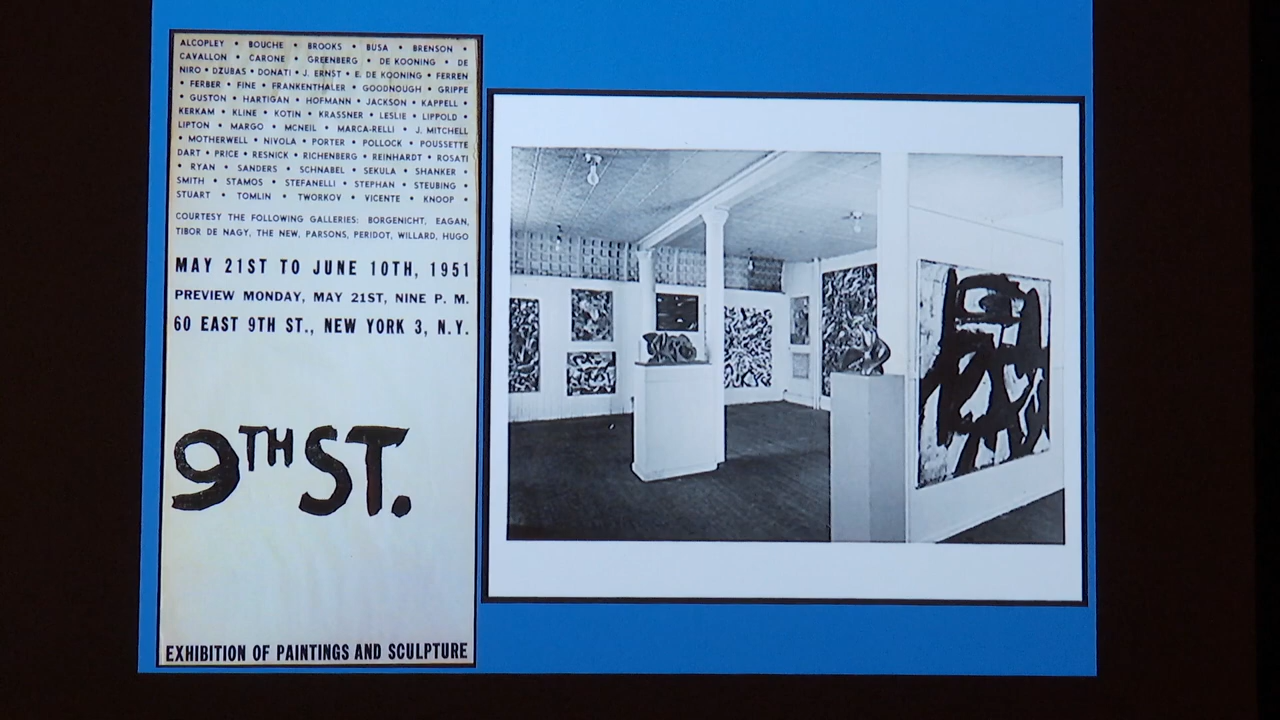 ALCOPLEY • BOUCHE • BROOKS • BUSA • BRENSON •
CAVALLON • CARONE • GREENBERG • DE KOONING • DE
NIRO • DZUBAS • DONATI • J. ERNST • E. DE KOONING • FERREN
• FERBER • FINE • FRANKENTHALER • GOODNOUGH • GRIPPE
• GUSTON • HARTIGAN • HOFMANN • JACKSON • KAPPELL •
KERKAM • KLINE • KOTIN • KRASSNER • LESLIE • LIPPOLD •
LIPTON • MARGO • MCNEIL • MARCA-RELLI • J. MITCHELL
• MOTHERWELL • NIVOLA • PORTER • POLLOCK • POUSSETTE
DART • PRICE • RESNICK • RICHENBERG • REINHARDT • ROSATI
• RYAN • SANDERS • SCHNABEL • SEKULA • SHANKER •
SMITH • STAMOS • STEFANELLI • STEPHAN • STEUBING •
STUART • TOMLIN • TWORKOV • VICENTE • KNOOP •
COURTESY THE FOLLOWING GALLERIES: BORGENICHT, EAGAN,
TIBOR DE NAGY, THE NEW, PARSONS, PERIDOT, WILLARD, HUGO
MAY 21ST TO JUNE 10TH, 1951
PREVIEW MONDAY, MAY 21ST, NINE P. M.
60 EAST 9TH ST., NEW YORK 3, N.Y.
9TH ST.
EXHIBITION OF PAINTINGS AND SCULPTURE